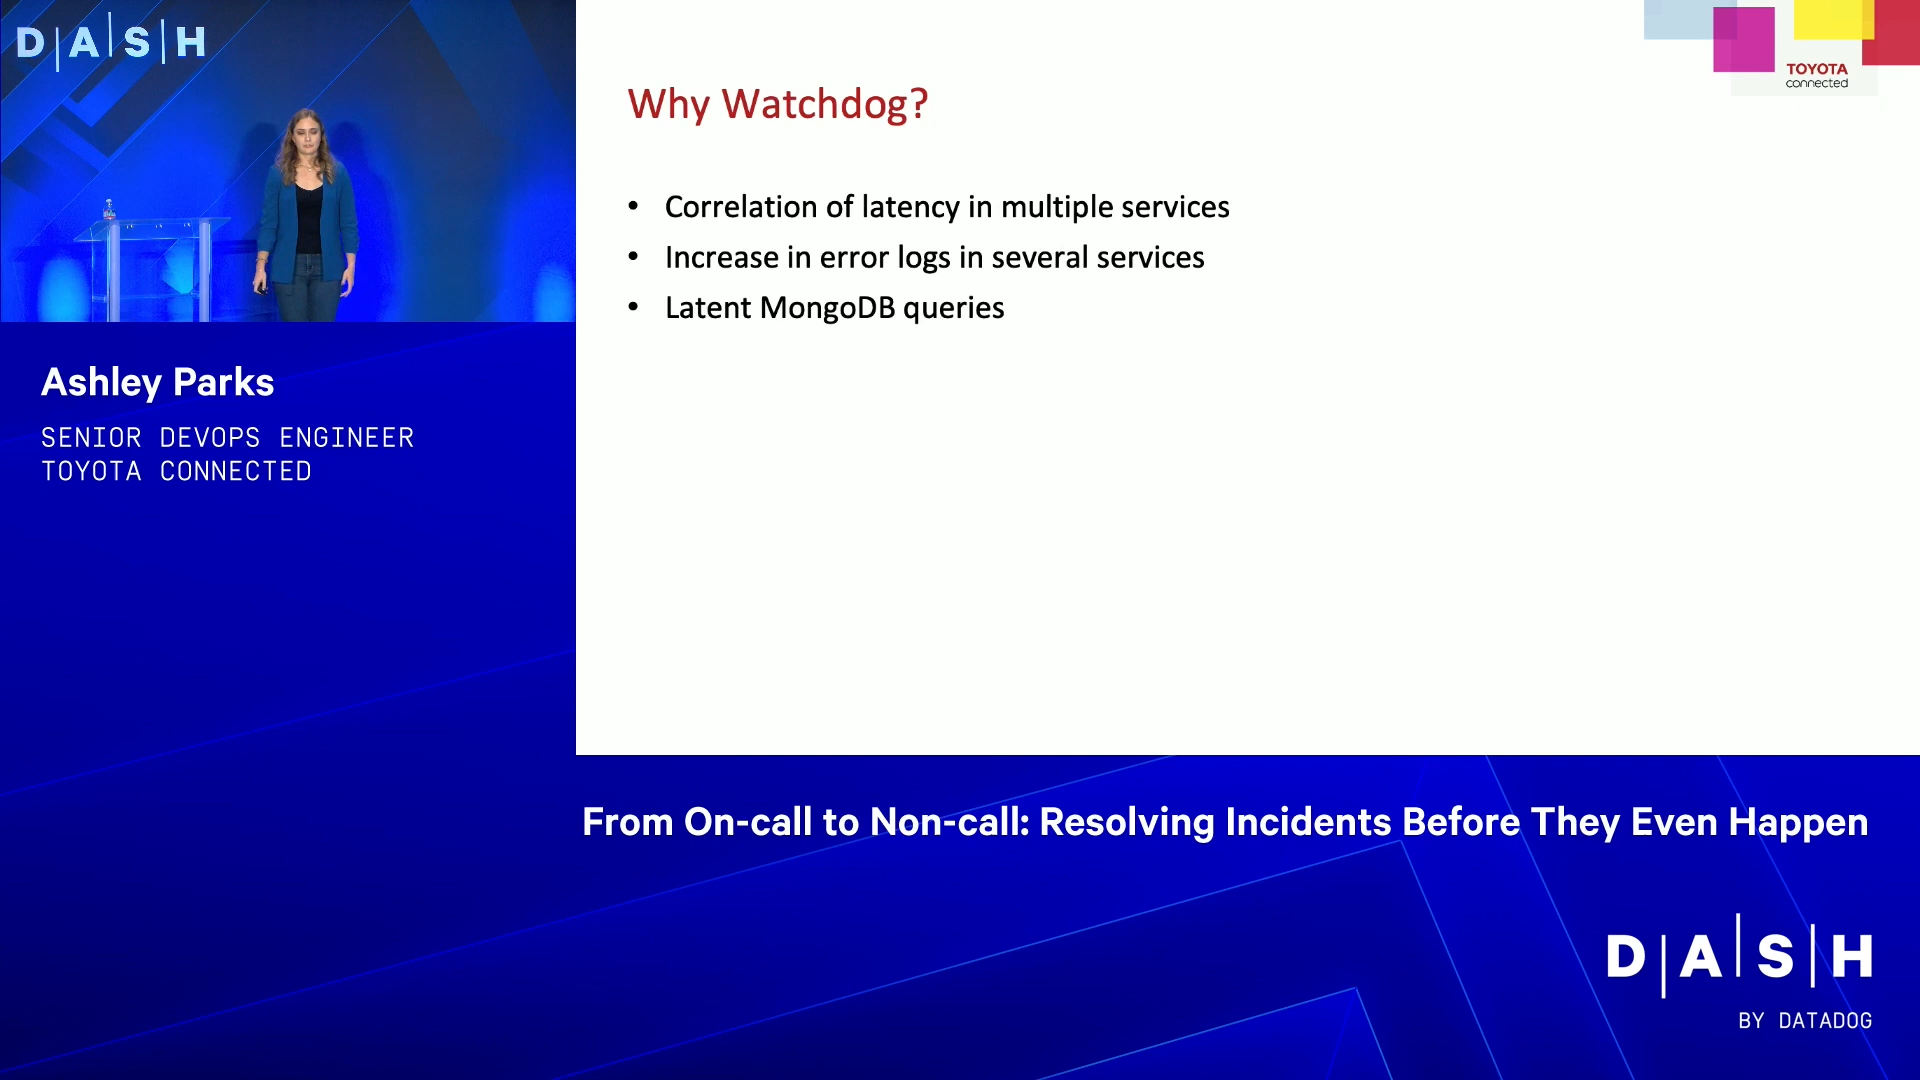 D|A|S|H
Ashley Parks
SENIOR DEVOPS ENGINEER
TOYOTA CONNECTED
TOYOTA
connected
Why Watchdog?
• Correlation of latency in multiple services
• Increase in error logs in several services
• Latent MongoDB queries
From On-call to Non-call: Resolving Incidents Before They Even Happen
D|A|S|H
BY DATADOG